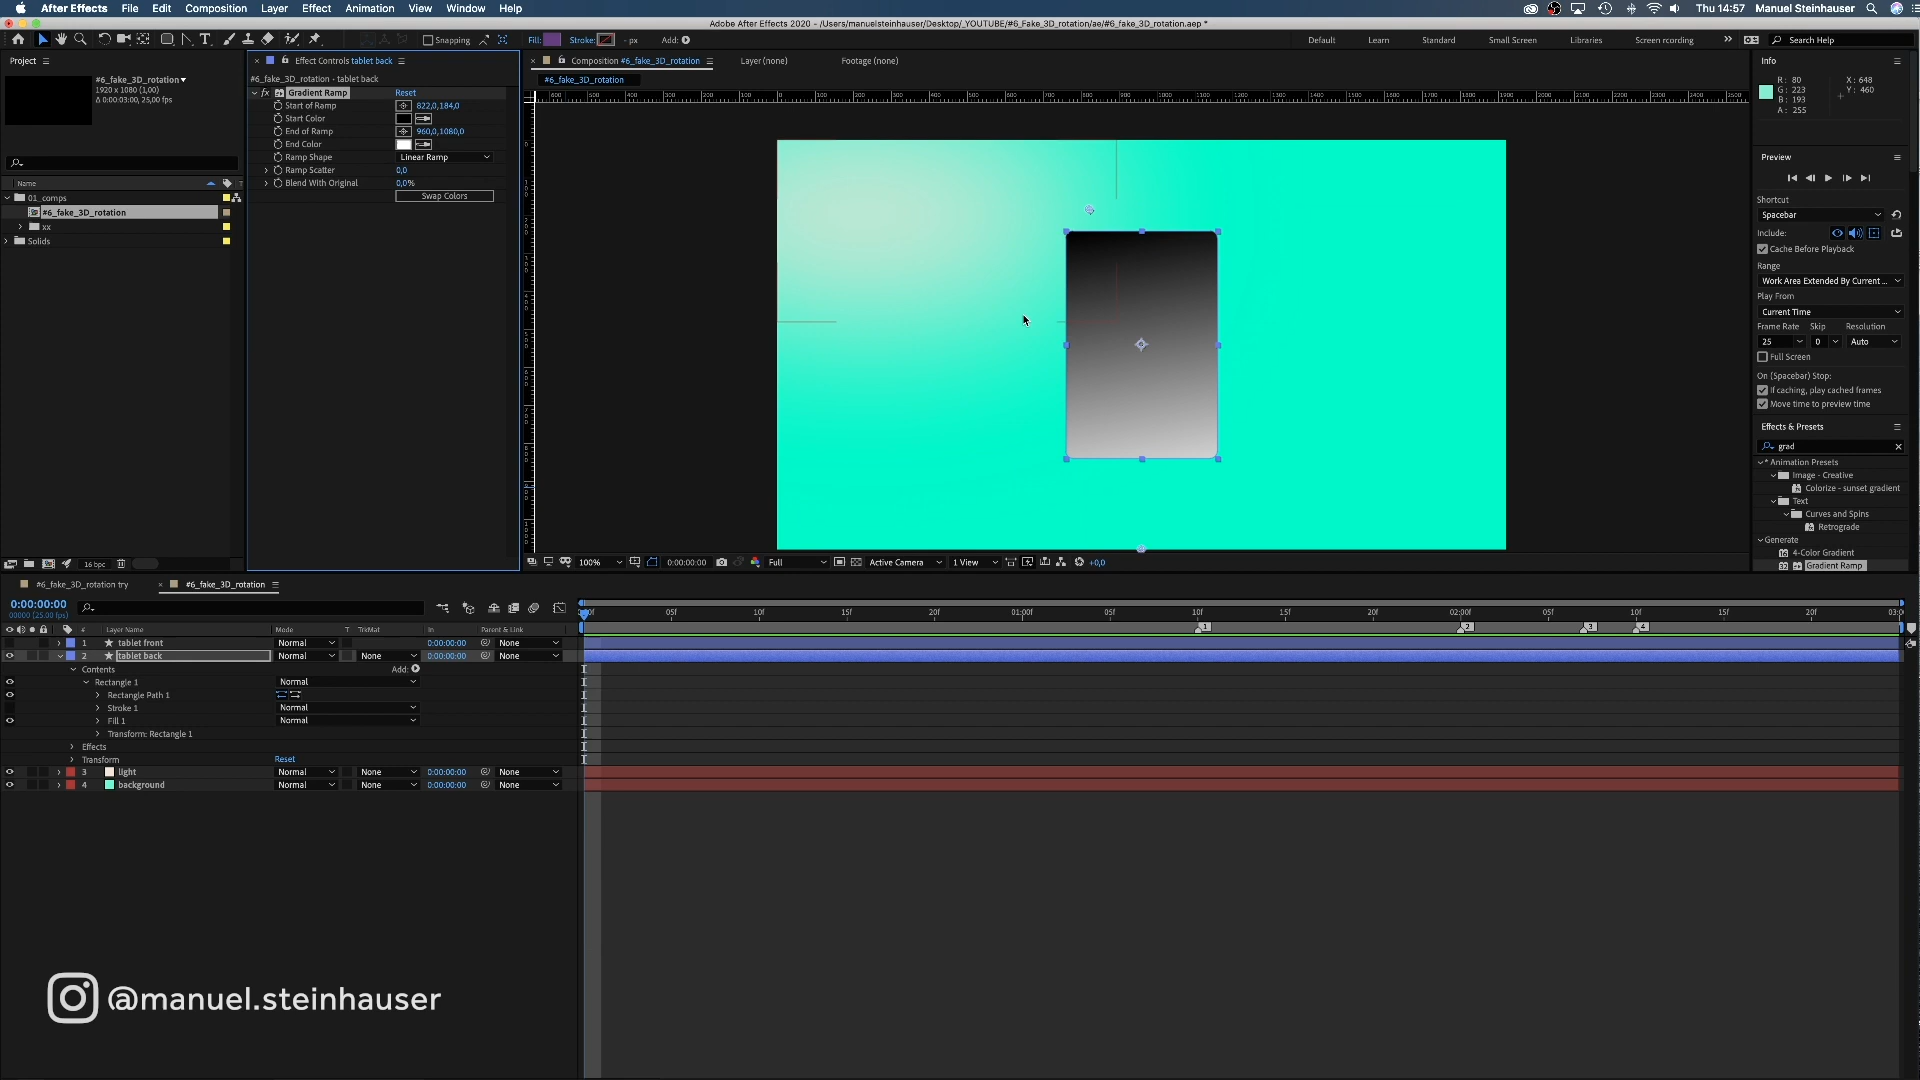 After Effects File Edit Composition Layer Effect Animation View Window Help Thu 14:57 Manuel Steinhauser
Adobe After Effects 2020 - /Users/manuelsteinhauser/Desktop/_YOUTUBE/#6_Fake_3D_rotation/ae/#6_fake_3D_rotation.aep *
Snapping Fill: Stroke: - px Add: Default Learn Standard Small Screen Libraries Screen rcording Search Help
Project
#6_fake_3D_rotation
1920 x 1080 (1,00)
Δ 0:00:03:00, 25,00 fps
Name
01_comps
#6_fake_3D_rotation
xx
Solids
16 bpc
Effect Controls tablet back
#6_fake_3D_rotation · tablet back
fx Gradient Ramp Reset
Start of Ramp 822,0,184,0
Start Color
End of Ramp 960,0,1080,0
End Color
Ramp Shape Linear Ramp
Ramp Scatter 0,0
Blend With Original 0,0%
Swap Colors
Composition #6_fake_3D_rotation Layer (none) Footage (none)
#6_fake_3D_rotation
100% 0:00:00:00 Full Active Camera 1 View +0,0
Info
R: 80 X: 648
G: 223 Y: 460
B: 193
A: 255
Preview
Shortcut
Spacebar
Include:
Cache Before Playback
Range
Work Area Extended By Current ...
Play From
Current Time
Frame Rate Skip Resolution
25 0 Auto
Full Screen
On (Spacebar) Stop:
If caching, play cached frames
Move time to preview time
Effects & Presets
grad
* Animation Presets
Image - Creative
Colorize - sunset gradient
Text
Curves and Spins
Retrograde
Generate
4-Color Gradient
Gradient Ramp
#6_fake_3D_rotation try #6_fake_3D_rotation
0:00:00:00
00000 (25.00 fps)
05f 10f 15f 20f 01:00f 05f 10f 15f 20f 02:00f 05f 10f 15f 20f
1 2 3 4
# Layer Name Mode T TrkMat In Parent & Link
1 tablet front Normal 0:00:00:00 None
2 tablet back Normal None 0:00:00:00 None
Contents Add:
Rectangle 1 Normal
Rectangle Path 1
Stroke 1 Normal
Fill 1 Normal
Transform: Rectangle 1
Effects
Transform Reset
3 light Normal None 0:00:00:00 None
4 background Normal None 0:00:00:00 None
@manuel.steinhauser